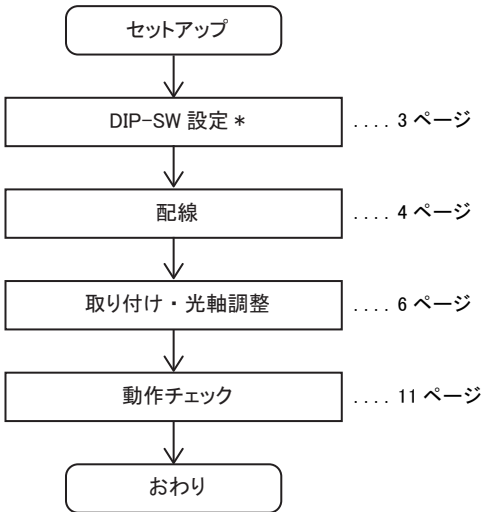 セットアップ
DIP-SW 設定 * .... 3 ページ
配線 .... 4 ページ
取り付け ・ 光軸調整 .... 6 ページ
動作チェック .... 11 ページ
おわり